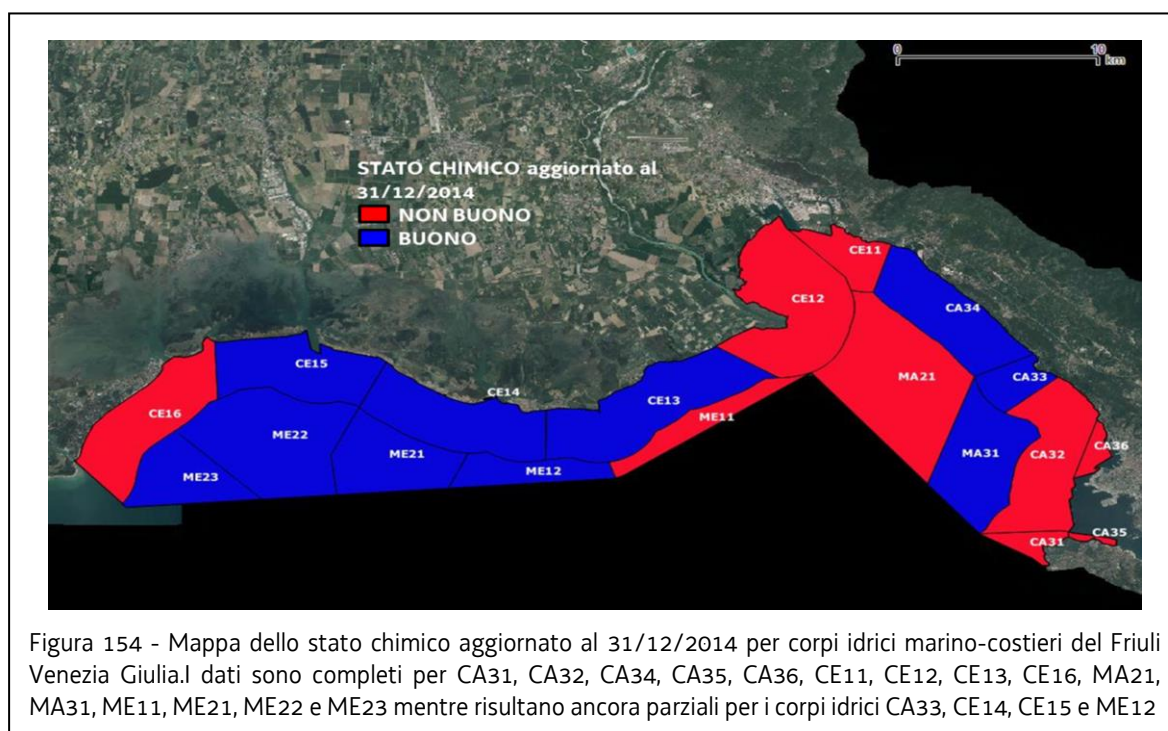 0 10
km
STATO CHIMICO aggiornato al
31/12/2014
NON BUONO
BUONO
CE11
CE12
CA34
CE15
CA33
CE14
MA21
CE13
CE16
ME11
ME22
CA36
MA31
CA32
ME21
ME12
ME23
CA35
CA31
Figura 154 - Mappa dello stato chimico aggiornato al 31/12/2014 per corpi idrici marino-costieri del Friuli
Venezia Giulia.I dati sono completi per CA31, CA32, CA34, CA35, CA36, CE11, CE12, CE13, CE16, MA21,
MA31, ME11, ME21, ME22 e ME23 mentre risultano ancora parziali per i corpi idrici CA33, CE14, CE15 e ME12